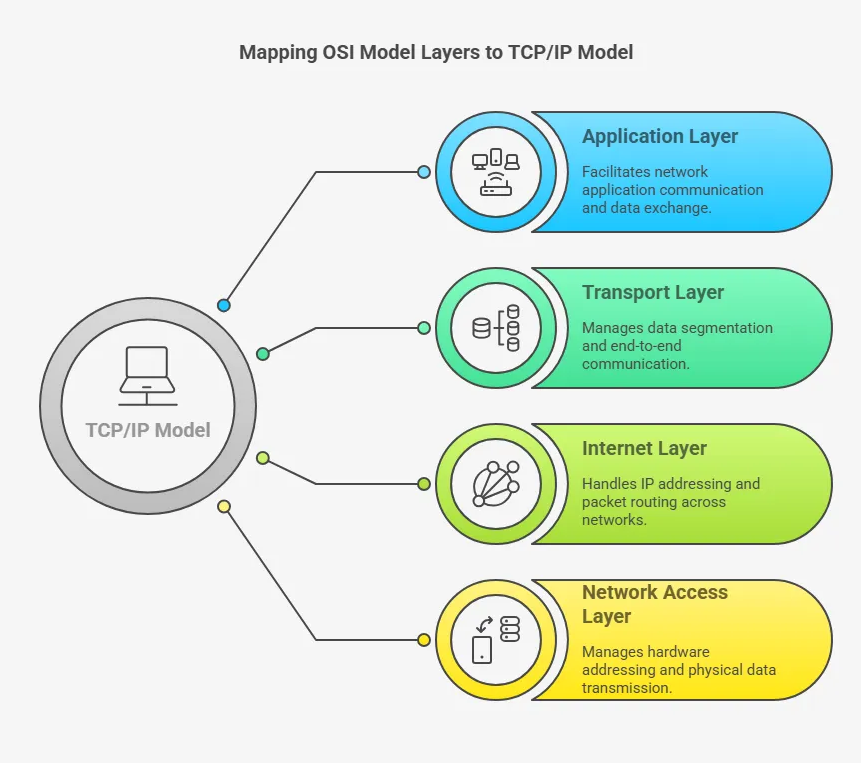 Mapping OSI Model Layers to TCP/IP Model
Application Layer
Facilitates network
application communication
and data exchange.
Transport Layer
Manages data segmentation
and end-to-end
communication.
TCP/IP Model
Internet Layer
Handles IP addressing and
packet routing across
networks.
Network Access
Layer
Manages hardware
addressing and physical data
transmission.